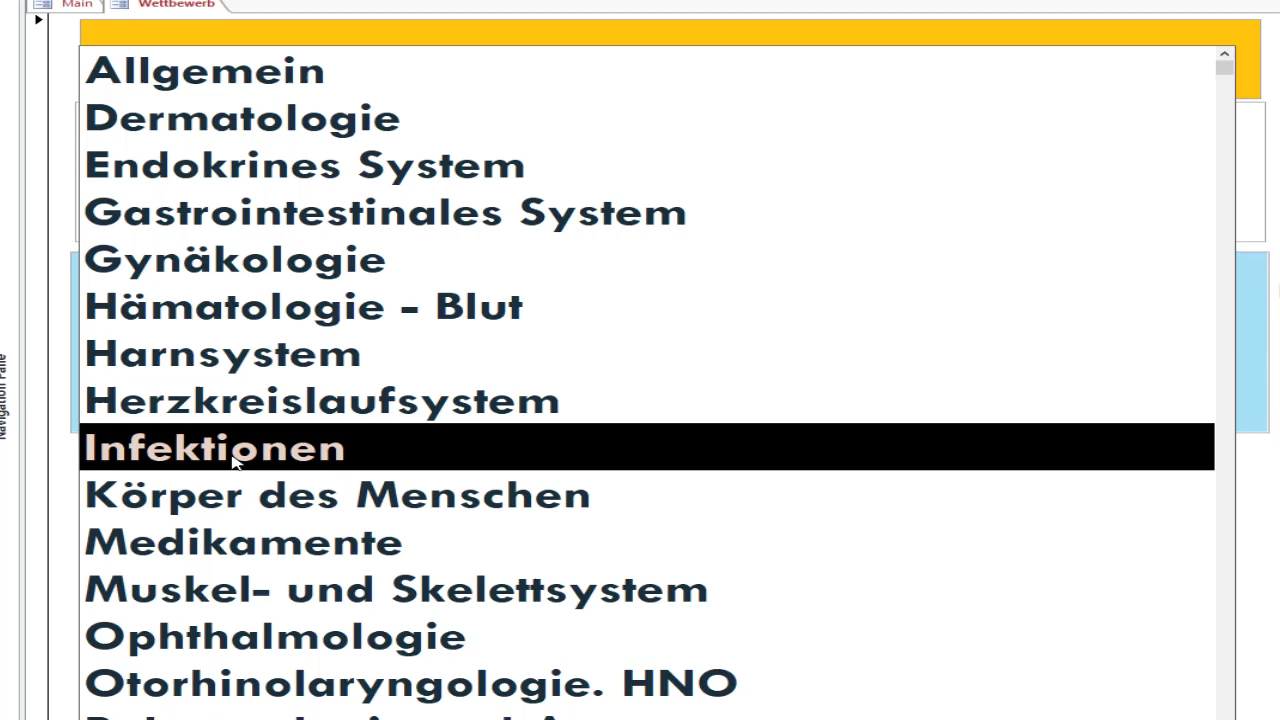 Main
Wettbewerb
Allgemein
Dermatologie
Endokrines System
Gastrointestinales System
Gynäkologie
Hämatologie - Blut
Harnsystem
Herzkreislaufsystem
Infektionen
Körper des Menschen
Medikamente
Muskel- und Skelettsystem
Ophthalmologie
Otorhinolaryngologie. HNO
Navigation Pane